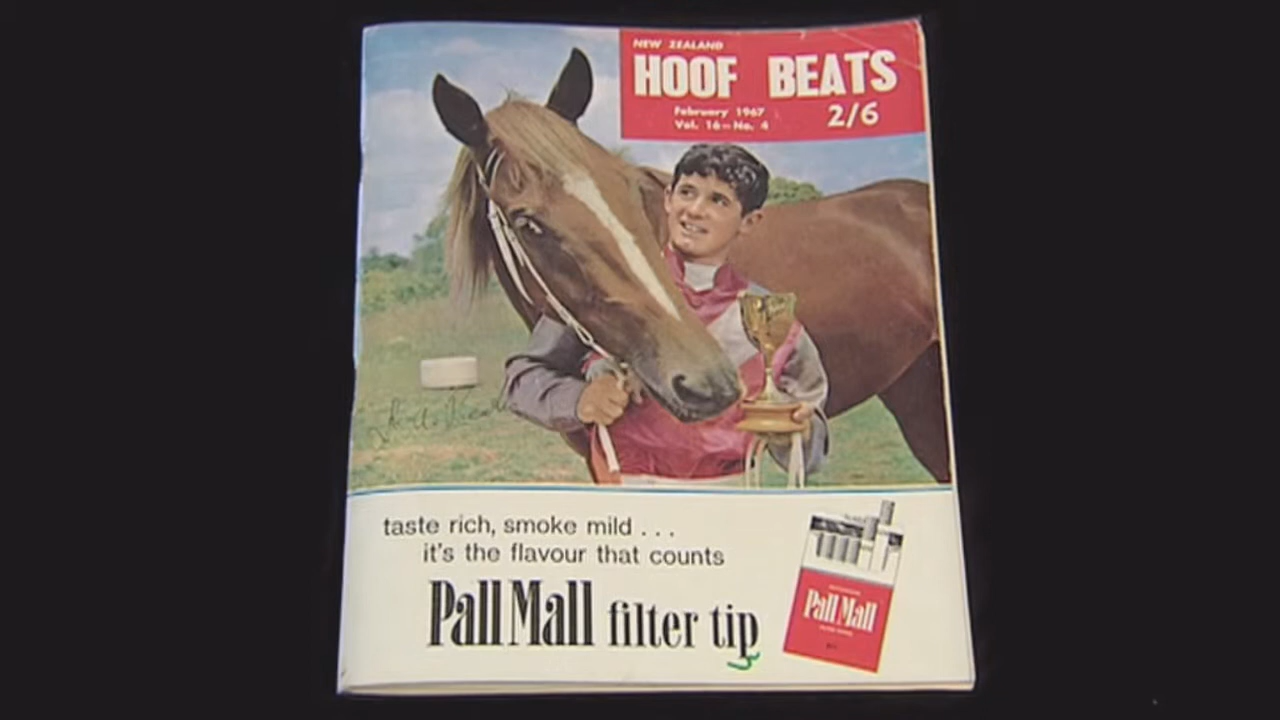 NEW ZEALAND
HOOF BEATS
February 1967
Vol. 16 - No. 4
2/6
taste rich, smoke mild . . .
it's the flavour that counts
Pall Mall filter tip
Pall Mall